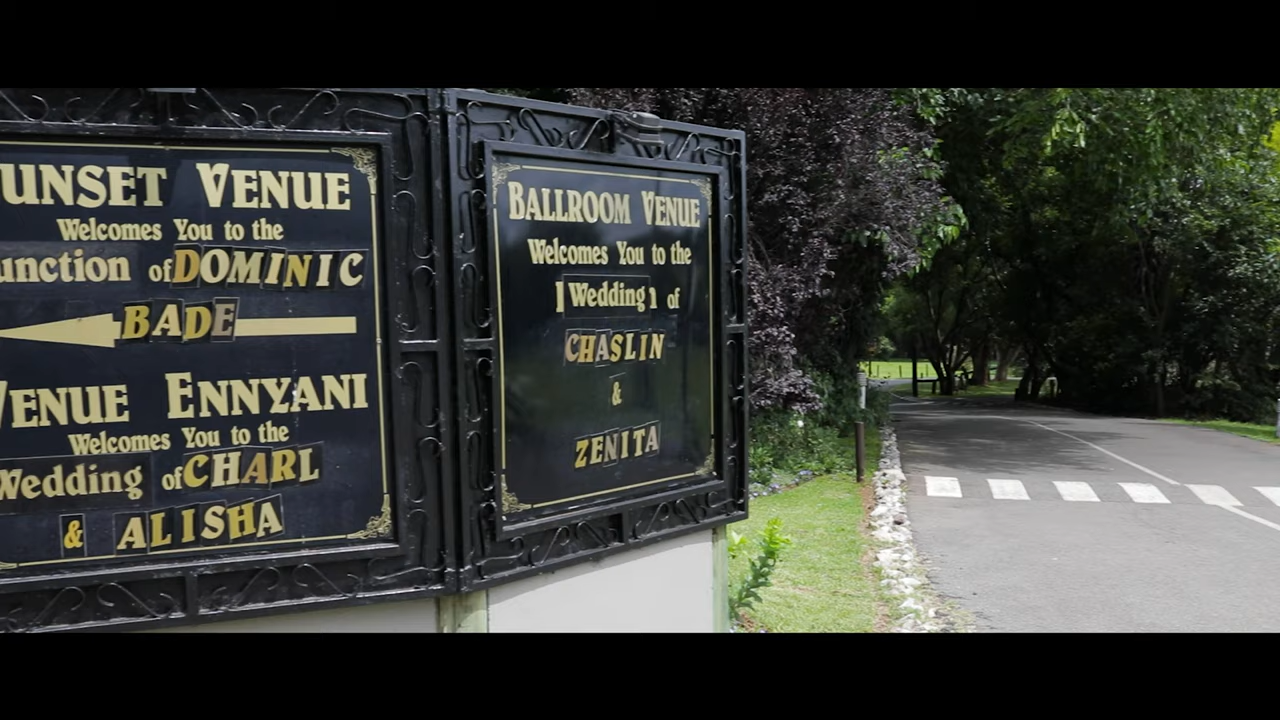 UNSET VENUE
Welcomes You to the
unction of DOMINIC
BADE
VENUE ENNYANI
Welcomes You to the
Wedding of CHARL
& ALISHA
BALLROOM VENUE
Welcomes You to the
Wedding of
CHASLIN
&
ZENITA